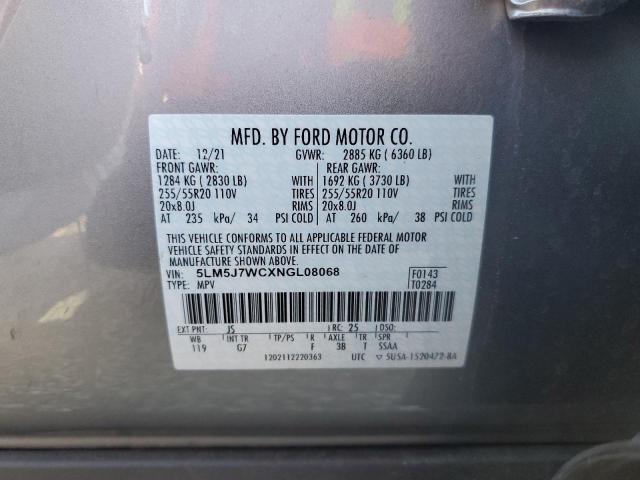 MFD. BY FORD MOTOR CO.
DATE: 12/21 GVWR: 2885 KG ( 6360 LB)
FRONT GAWR: REAR GAWR:
1284 KG ( 2830 LB) WITH 1692 KG ( 3730 LB) WITH
255/55R20 110V TIRES 255/55R20 110V TIRES
20x8.0J RIMS 20x8.0J RIMS
AT 235 kPa/ 34 PSI COLD AT 260 kPa/ 38 PSI COLD
THIS VEHICLE CONFORMS TO ALL APPLICABLE FEDERAL MOTOR
VEHICLE SAFETY STANDARDS IN EFFECT ON THE DATE OF
MANUFACTURE SHOWN ABOVE.
VIN: 5LM5J7WCXNGL08068 F0143
TYPE: MPV T0284
EXT PNT: JS RC: 25 DSO:
WB INT TR TP/PS R AXLE TR SPR
119 G7 F 38 T SSAA
1202112220363 UTC ▽ 5U5A-1520472-BA